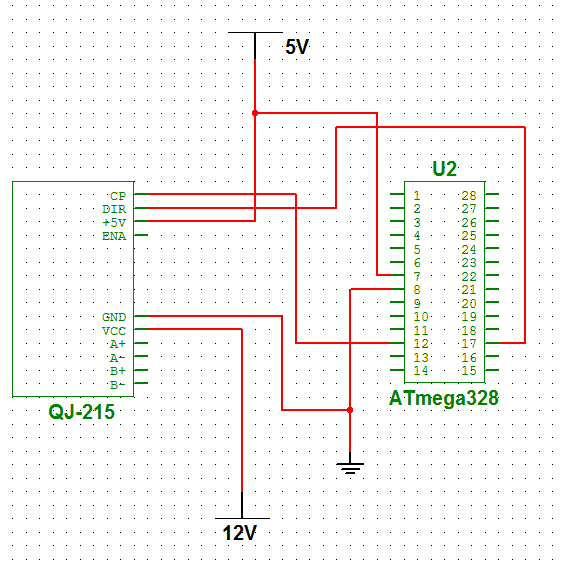 5V
U2
CP
DIR
+5V
ENA
GND
VCC
A+
A-
B+
B-
QJ-215
1 28
2 27
3 26
4 25
5 24
6 23
7 22
8 21
9 20
10 19
11 18
12 17
13 16
14 15
ATmega328
12V